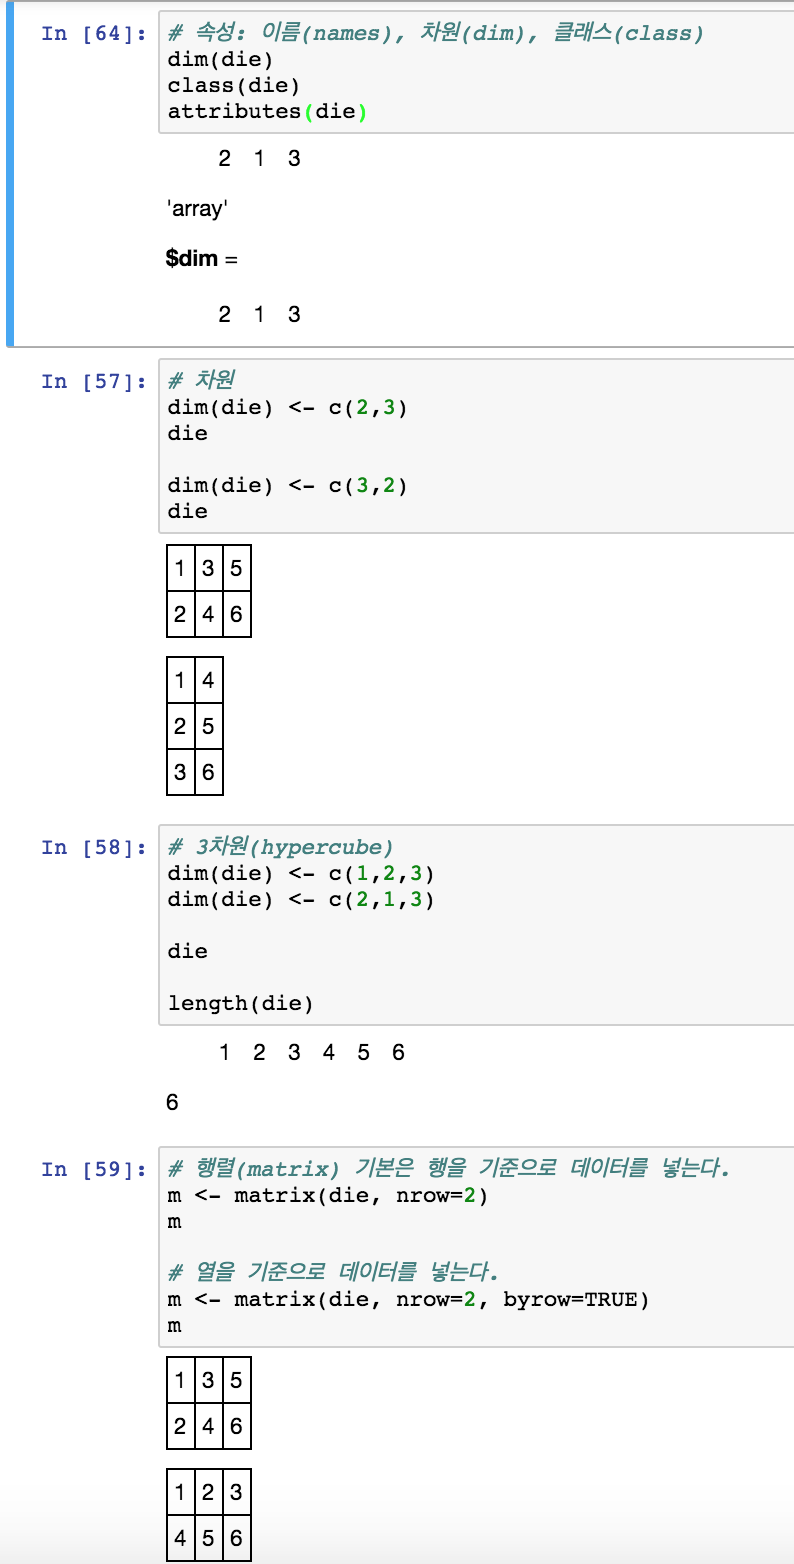 In [64]: # 속성: 이름(names), 차원(dim), 클래스(class)
dim(die)
class(die)
attributes(die)
2 1 3
'array'
$dim =
2 1 3
In [57]: # 차원
dim(die) <- c(2,3)
die
dim(die) <- c(3,2)
die
1 3 5
2 4 6
1 4
2 5
3 6
In [58]: # 3차원(hypercube)
dim(die) <- c(1,2,3)
dim(die) <- c(2,1,3)
die
length(die)
1 2 3 4 5 6
6
In [59]: # 행렬(matrix) 기본은 행을 기준으로 데이터를 넣는다.
m <- matrix(die, nrow=2)
m
# 열을 기준으로 데이터를 넣는다.
m <- matrix(die, nrow=2, byrow=TRUE)
m
1 3 5
2 4 6
1 2 3
4 5 6